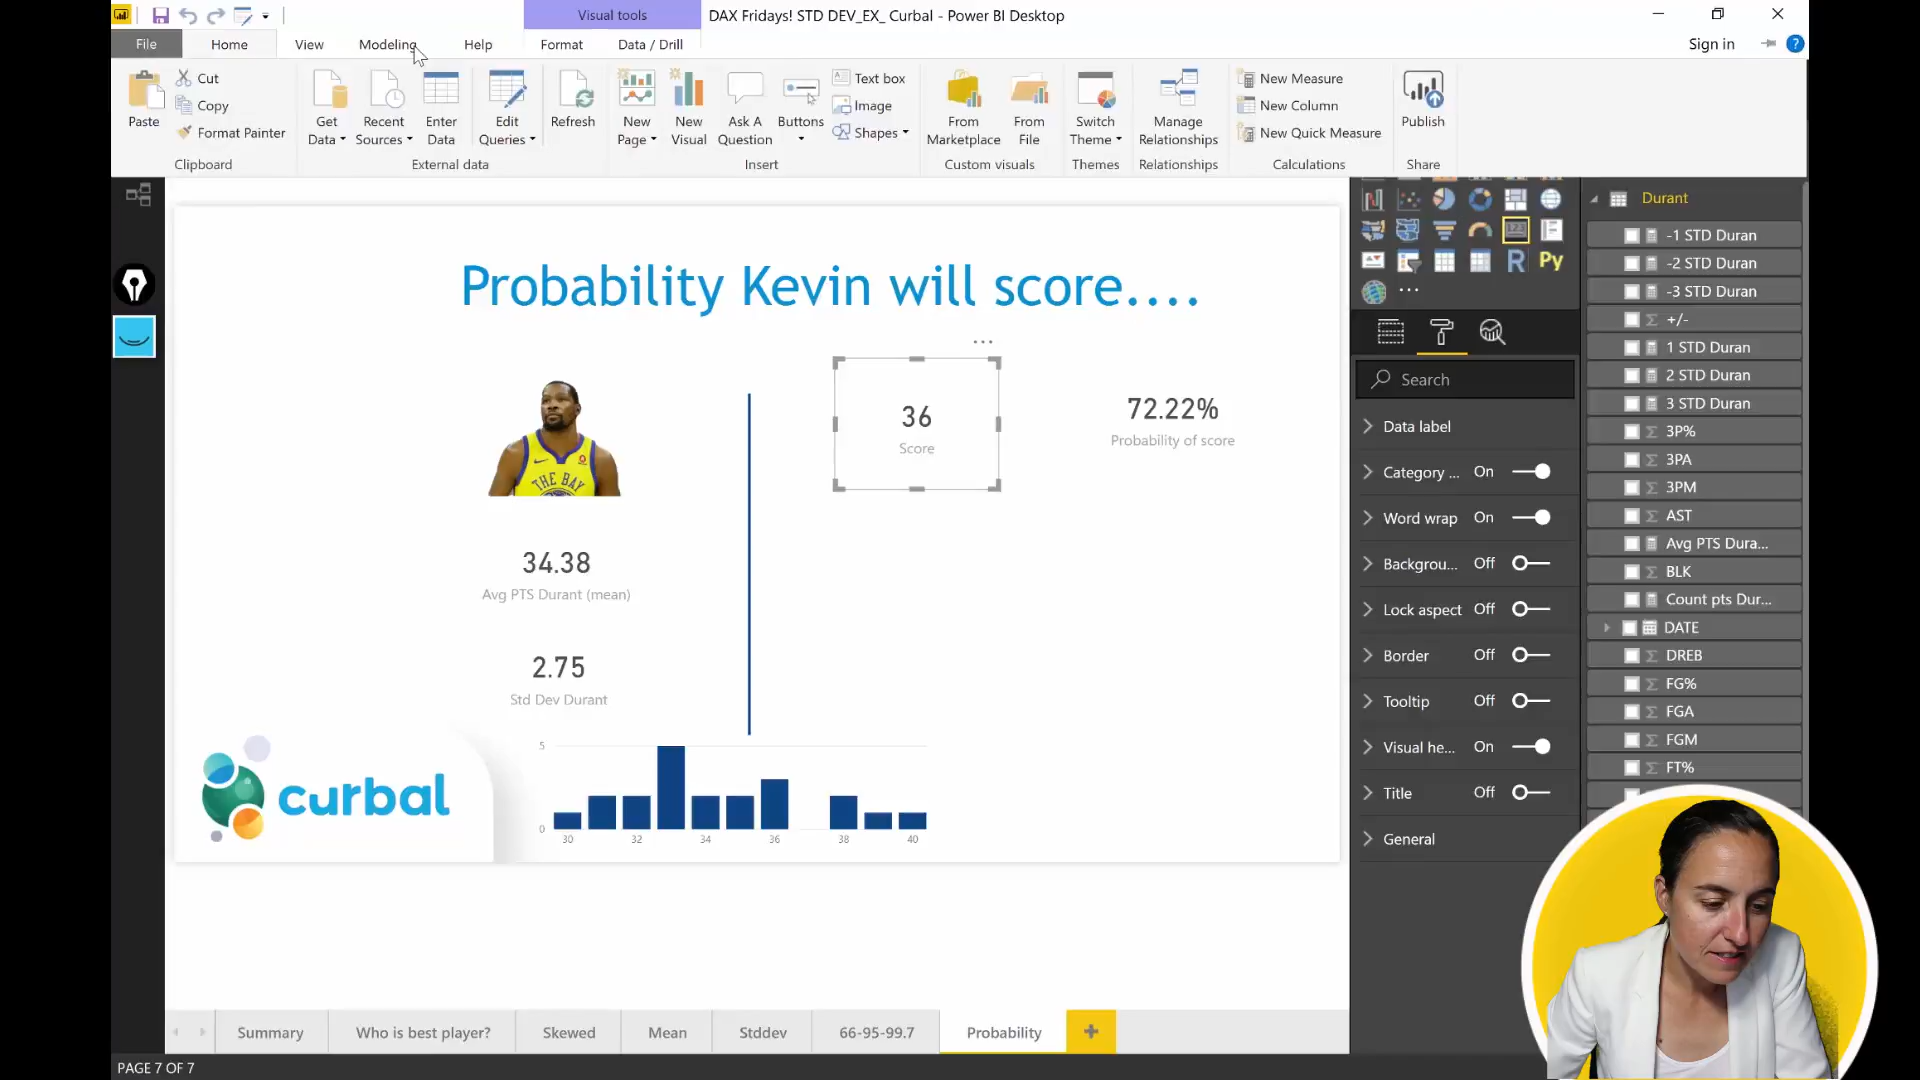 Visual tools
DAX Fridays! STD DEV_EX_ Curbal - Power BI Desktop
File
Home
View
Modeling
Help
Format
Data / Drill
Sign in
?
Paste
Cut
Copy
Format Painter
Clipboard
Get
Data
Recent
Sources
Enter
Data
Edit
Queries
External data
Refresh
New
Page
New
Visual
Ask A
Question
Buttons
Text box
Image
Shapes
Insert
From
Marketplace
From
File
Custom visuals
Switch
Theme
Themes
Manage
Relationships
Relationships
New Measure
New Column
New Quick Measure
Calculations
Publish
Share
Probability Kevin will score....
THE BAY
34.38
Avg PTS Durant (mean)
2.75
Std Dev Durant
36
Score
72.22%
Probability of score
curbal
5
0
30
32
34
36
38
40
123
R
Py
Search
Data label
Category ... On
Word wrap On
Backgrou... Off
Lock aspect Off
Border Off
Tooltip Off
Visual he... On
Title Off
General
Durant
-1 STD Duran
-2 STD Duran
-3 STD Duran
+/-
1 STD Duran
2 STD Duran
3 STD Duran
3P%
3PA
3PM
AST
Avg PTS Dura...
BLK
Count pts Dur...
DATE
DREB
FG%
FGA
FGM
FT%
Summary
Who is best player?
Skewed
Mean
Stddev
66-95-99.7
Probability
PAGE 7 OF 7